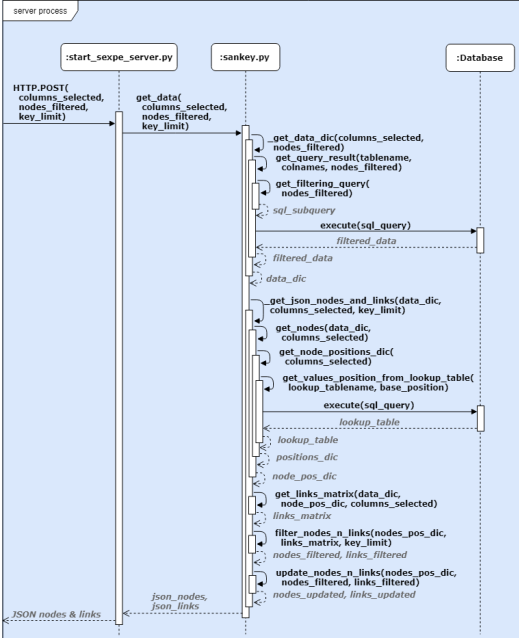 server process
:start_sexpe_server.py
:sankey.py
:Database
HTTP.POST(
columns_selected,
nodes_filtered,
key_limit)
get_data(
columns_selected,
nodes_filtered,
key_limit)
_get_data_dic(columns_selected,
nodes_filtered)
get_query_result(tablename,
colnames, nodes_filtered)
get_filtering_query(
nodes_filtered)
sql_subquery
execute(sql_query)
filtered_data
filtered_data
data_dic
_get_json_nodes_and_links(data_dic,
columns_selected, key_limit)
get_nodes(data_dic,
columns_selected)
get_node_positions_dic(
columns_selected)
get_values_position_from_lookup_table(
lookup_tablename, base_position)
execute(sql_query)
lookup_table
lookup_table
positions_dic
node_pos_dic
get_links_matrix(data_dic,
node_pos_dic, columns_selected)
links_matrix
filter_nodes_n_links(nodes_pos_dic,
links_matrix, key_limit)
nodes_filtered, links_filtered
update_nodes_n_links(nodes_pos_dic,
nodes_filtered, links_filtered)
nodes_updated, links_updated
json_nodes,
json_links
JSON nodes & links